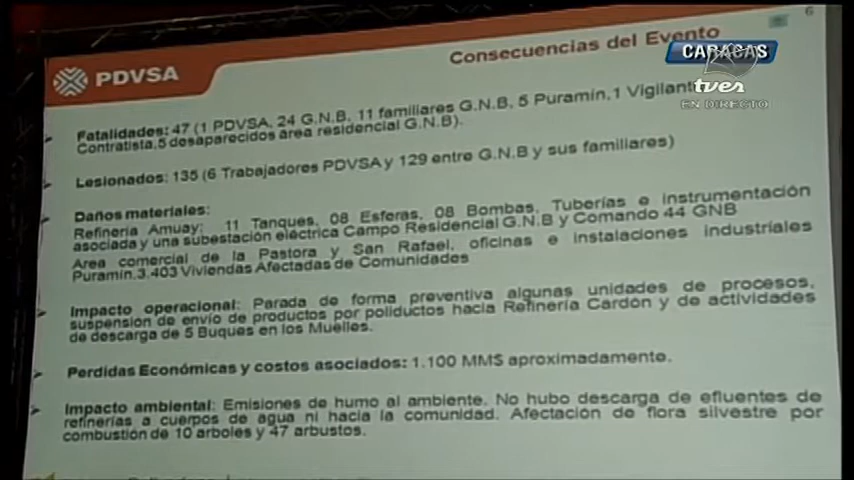 6
Consecuencias del Evento
CARACAS
PDVSA
tves
EN DIRECTO
Fatalidades: 47 (1 PDVSA, 24 G.N.B, 11 familiares G.N.B, 5 Puramin,1 Vigilant
Contratista,5 desaparecidos área residencial G.N.B).
Lesionados: 135 (6 Trabajadores PDVSA y 129 entre G.N.B y sus familiares)
Daños materiales:
Refinería Amuay: 11 Tanques, 08 Esferas, 08 Bombas, Tuberías e instrumentación
asociada y una subestación eléctrica Campo Residencial G.N.B y Comando 44 GNB
Area comercial de la Pastora y San Rafael, oficinas e instalaciones industriales
Puramin,3.403 Viviendas Afectadas de Comunidades
Impacto operacional: Parada de forma preventiva algunas unidades de procesos,
suspensión de envío de productos por poliductos hacia Refinería Cardón y de actividades
de descarga de 5 Buques en los Muelles.
Perdidas Económicas y costos asociados: 1.100 MM$ aproximadamente.
Impacto ambiental: Emisiones de humo al ambiente. No hubo descarga de efluentes de
refinerías a cuerpos de agua ni hacia la comunidad. Afectación de flora silvestre por
combustión de 10 arboles y 47 arbustos.